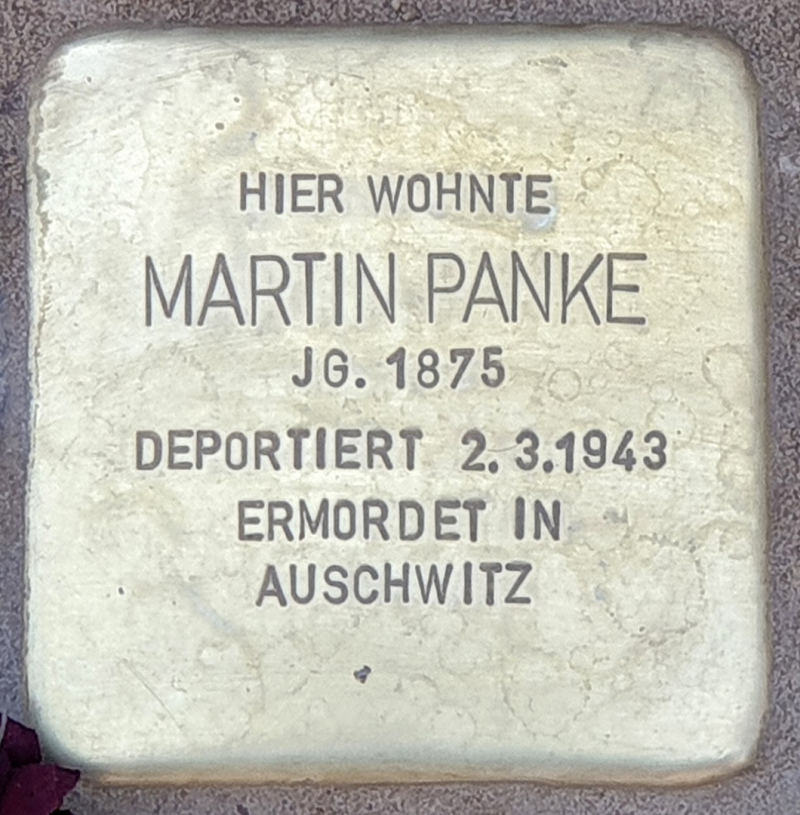 HIER WOHNTE
MARTIN PANKE
JG. 1875
DEPORTIERT 2.3.1943
ERMORDET IN
AUSCHWITZ